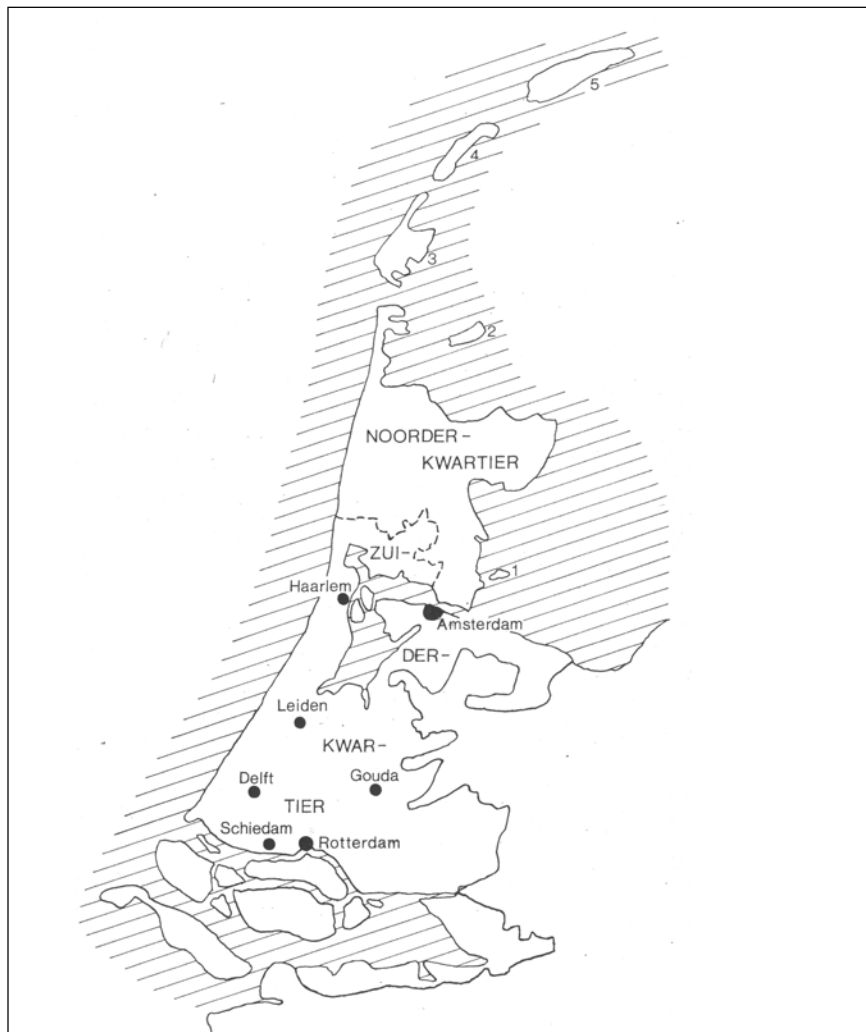 5
4
3
2
NOORDER-
KWARTIER
ZUI-
1
Haarlem
Amsterdam
DER-
Leiden
KWAR-
Delft
Gouda
TIER
Schiedam
Rotterdam